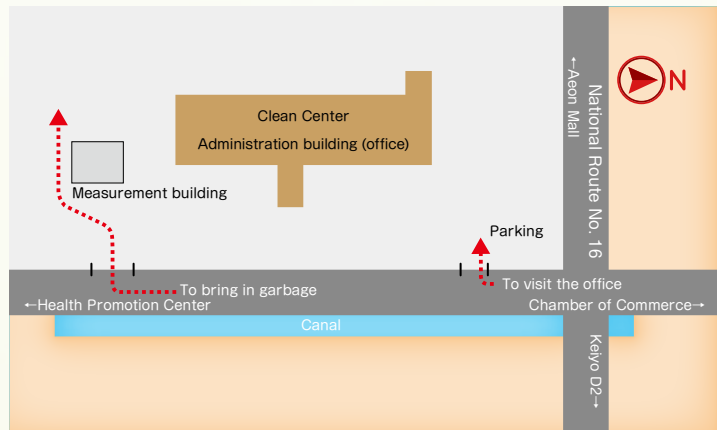 Clean Center
Administration building (office)
Measurement building
←Aeon Mall
National Route No. 16
N
Parking
To bring in garbage
To visit the office
←Health Promotion Center
Chamber of Commerce→
Canal
Keiyo D2→